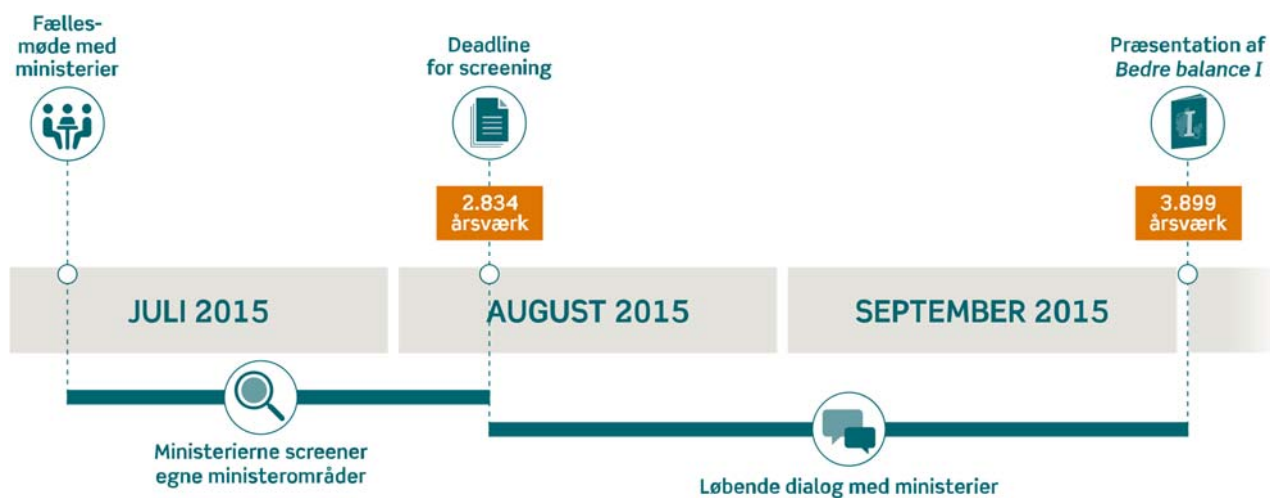 Fælles-
møde med
ministerier
Deadline
for screening
Præsentation af
Bedre balance I
I
2.834
årsværk
3.899
årsværk
JULI 2015
AUGUST 2015
SEPTEMBER 2015
Ministerierne screener
egne ministerområder
Løbende dialog med ministerier